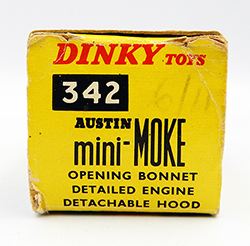 DINKY TOYS
342
AUSTIN
mini-MOKE
OPENING BONNET
DETAILED ENGINE
DETACHABLE HOOD